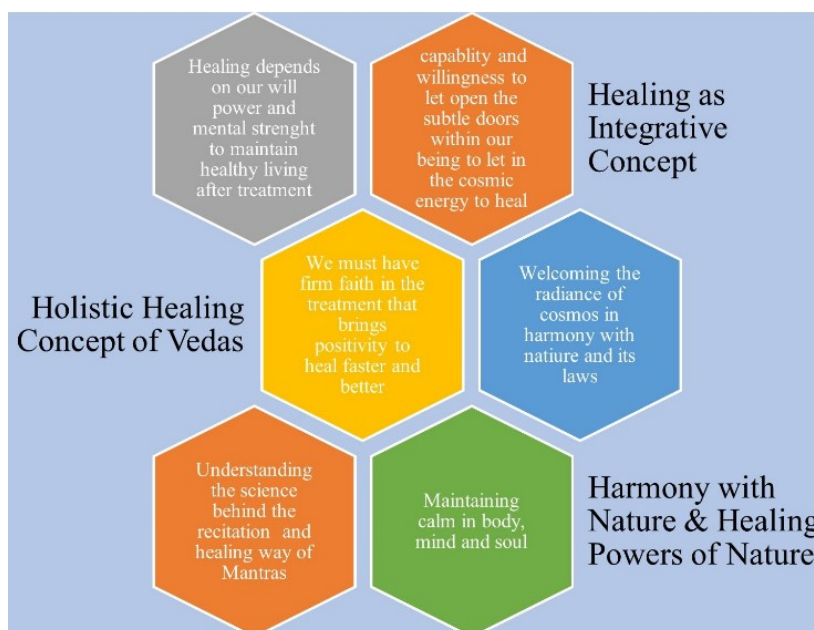 Healing depends
on our will
power and
mental strenght
to maintain
healthy living
after treatment
capablity and
willingness to
let open the
subtle doors
within our
being to let in
the cosmic
energy to heal
Healing as
Integrative
Concept
Holistic Healing
Concept of Vedas
We must have
firm faith in the
treatment that
brings
positivity to
heal faster and
better
Welcoming the
radiance of
cosmos in
harmony with
natiure and its
laws
Understanding
the science
behind the
recitation and
healing way of
Mantras
Maintaining
calm in body,
mind and soul
Harmony with
Nature & Healing
Powers of Nature